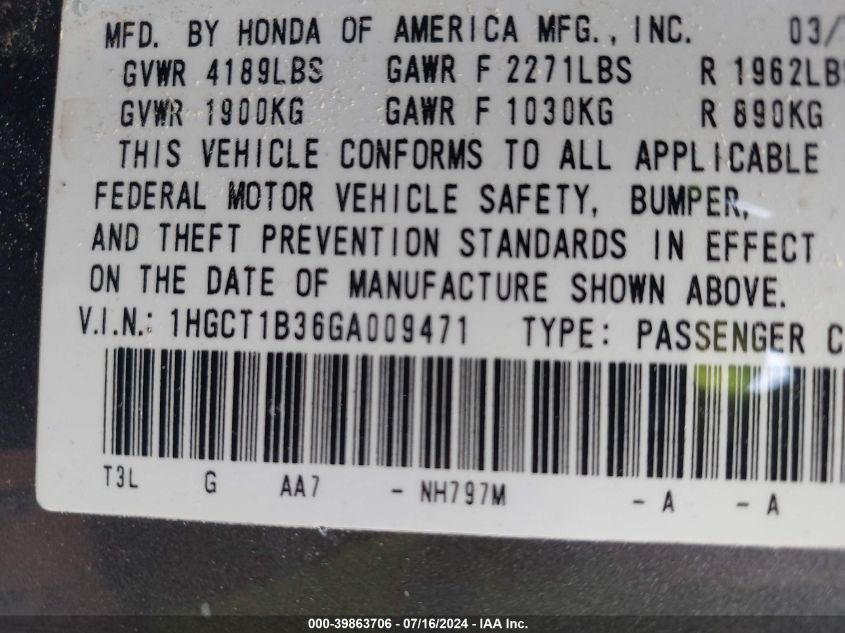 MFD. BY HONDA OF AMERICA MFG., INC. 03/
GVWR 4189LBS GAWR F 2271LBS R 1962LBS
GVWR 1900KG GAWR F 1030KG R 890KG
THIS VEHICLE CONFORMS TO ALL APPLICABLE
FEDERAL MOTOR VEHICLE SAFETY, BUMPER,
AND THEFT PREVENTION STANDARDS IN EFFECT
ON THE DATE OF MANUFACTURE SHOWN ABOVE.
V.I.N.: 1HGCT1B36GA009471 TYPE: PASSENGER C
T3L G AA7 - NH797M - A - A
000-39863706 - 07/16/2024 - IAA Inc.